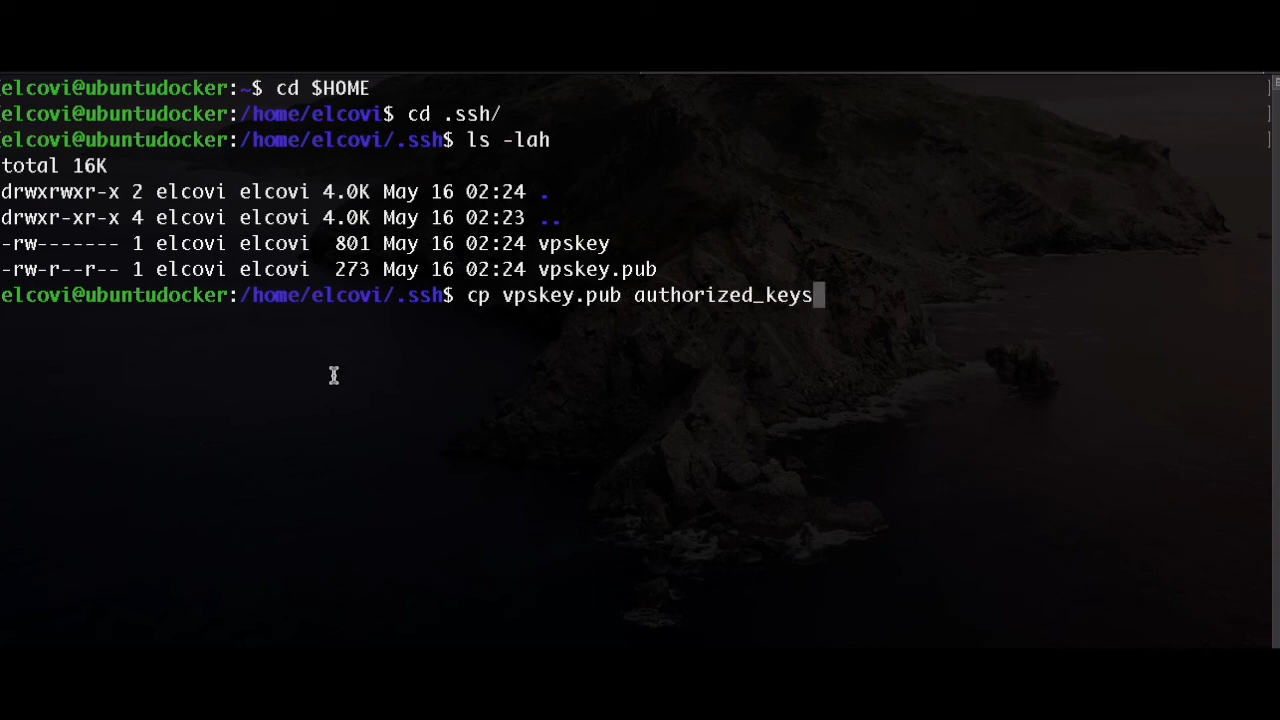 [elcovi@ubuntudocker:~$ cd $HOME ]
[elcovi@ubuntudocker:/home/elcovi$ cd .ssh/ ]
[elcovi@ubuntudocker:/home/elcovi/.ssh$ ls -lah ]
total 16K
drwxrwxr-x 2 elcovi elcovi 4.0K May 16 02:24 .
drwxr-xr-x 4 elcovi elcovi 4.0K May 16 02:23 ..
-rw------- 1 elcovi elcovi  801 May 16 02:24 vpskey
-rw-r--r-- 1 elcovi elcovi  273 May 16 02:24 vpskey.pub
elcovi@ubuntudocker:/home/elcovi/.ssh$ cp vpskey.pub authorized_keys